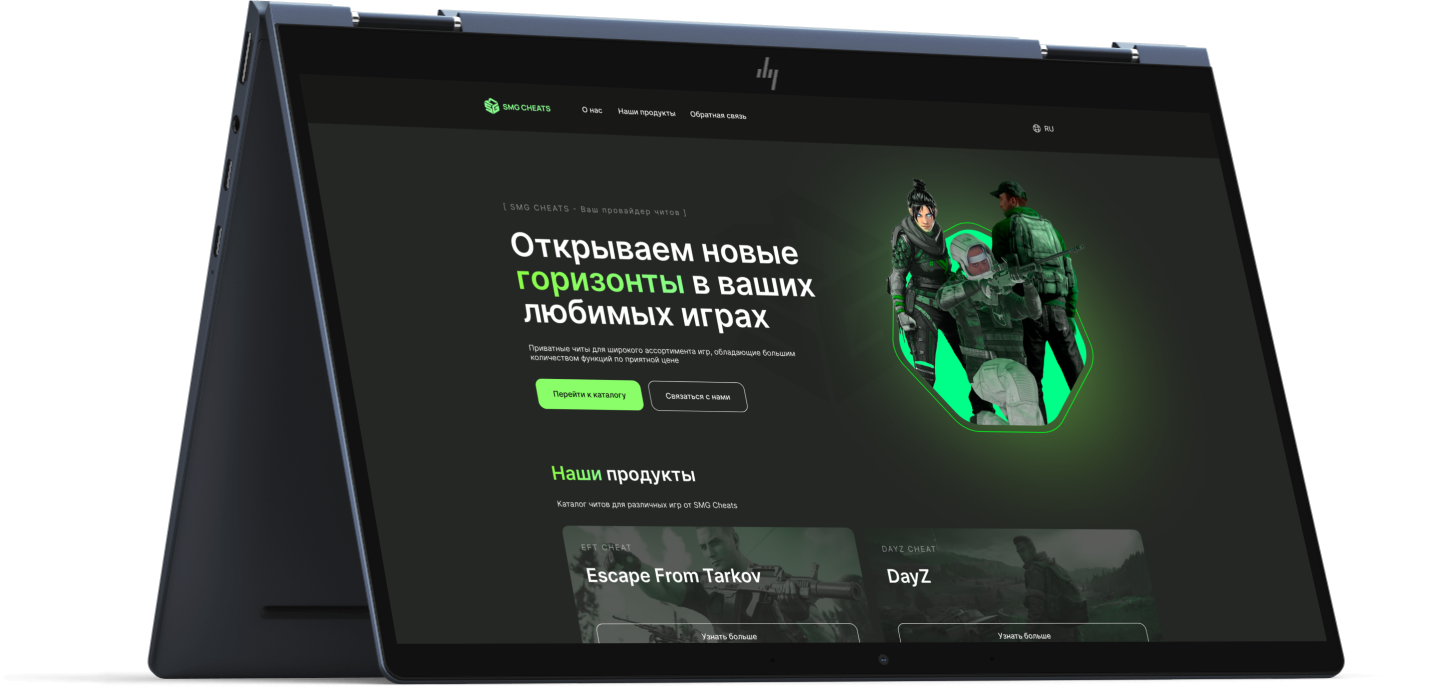 SMG CHEATS
О нас
Наши продукты
Обратная связь
RU
[ SMG CHEATS - Ваш провайдер читов ]
Открываем новые
горизонты в ваших
любимых играх
Приватные читы для широкого ассортимента игр, обладающие большим
количеством функций по приятной цене
Перейти к каталогу
Связаться с нами
Наши продукты
Каталог читов для различных игр от SMG Cheats
EFT CHEAT
Escape From Tarkov
Узнать больше
DAYZ CHEAT
DayZ
Узнать больше